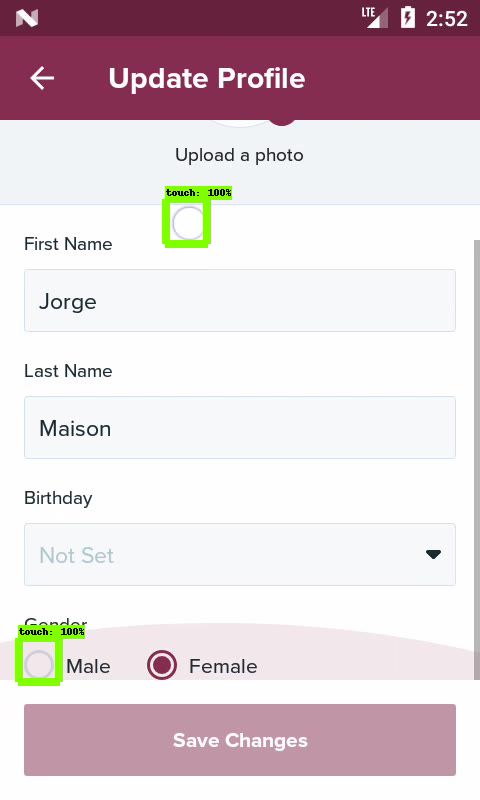 LTE 2:52
Update Profile
Upload a photo
touch: 100%
First Name
Jorge
Last Name
Maison
Birthday
Not Set
Gender
touch: 100%
Male Female
Save Changes